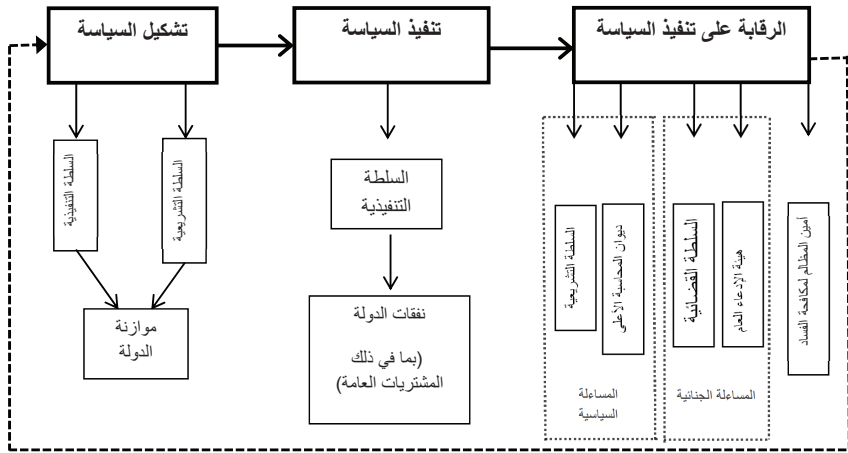 تشكيل السياسة
تنفيذ السياسة
الرقابة على تنفيذ السياسة
السلطة التنفيذية
السلطة التشريعية
موازنة
الدولة
السلطة
التنفيذية
نفقات الدولة
(بما في ذلك
المشتريات العامة)
السلطة التشريعية
ديوان المحاسبة الأعلى
السلطة القضائية
هيئة الإدعاء العام
أمين المظالم لمكافحة الفساد
المساءلة
السياسية
المساءلة الجنائية